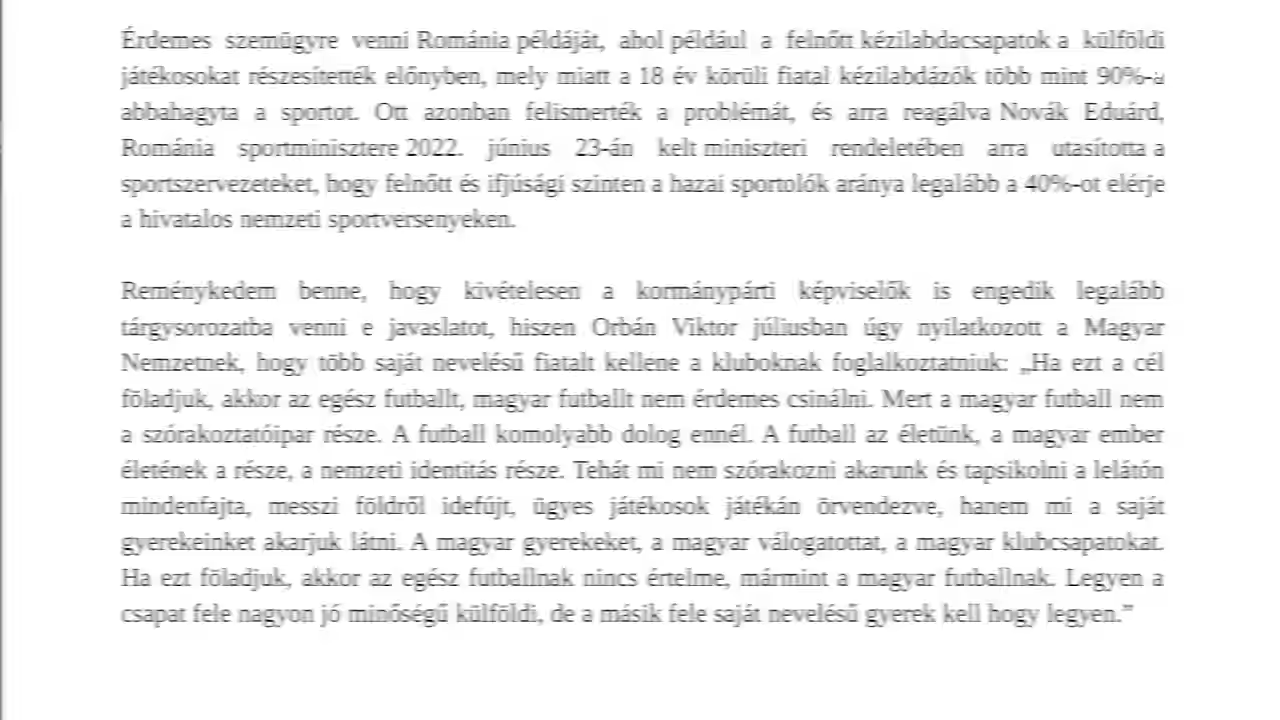 Érdemes szemügyre venni Románia példáját, ahol például a felnőtt kézilabdacsapatok a külföldi
játékosokat részesítették előnyben, mely miatt a 18 év körüli fiatal kézilabdázók több mint 90%-a
abbahagyta a sportot. Ott azonban felismerték a problémát, és arra reagálva Novák Eduárd,
Románia sportminisztere 2022. június 23-án kelt miniszteri rendeletében arra utasította a
sportszervezeteket, hogy felnőtt és ifjúsági szinten a hazai sportolók aránya legalább a 40%-ot elérje
a hivatalos nemzeti sportversenyeken.
Reménykedem benne, hogy kivételesen a kormánypárti képviselők is engedik legalább
tárgysorozatba venni e javaslatot, hiszen Orbán Viktor júliusban úgy nyilatkozott a Magyar
Nemzetnek, hogy több saját nevelésű fiatalt kellene a kluboknak foglalkoztatniuk: „Ha ezt a cél
föladjuk, akkor az egész futballt, magyar futballt nem érdemes csinálni. Mert a magyar futball nem
a szórakoztatóipar része. A futball komolyabb dolog ennél. A futball az életünk, a magyar ember
életének a része, a nemzeti identitás része. Tehát mi nem szórakozni akarunk és tapsikolni a lelátón
mindenfajta, messzi földről idefújt, ügyes játékosok játékán örvendezve, hanem mi a saját
gyerekeinket akarjuk látni. A magyar gyerekeket, a magyar válogatottat, a magyar klubcsapatokat.
Ha ezt föladjuk, akkor az egész futballnak nincs értelme, mármint a magyar futballnak. Legyen a
csapat fele nagyon jó minőségű külföldi, de a másik fele saját nevelésű gyerek kell hogy legyen.”